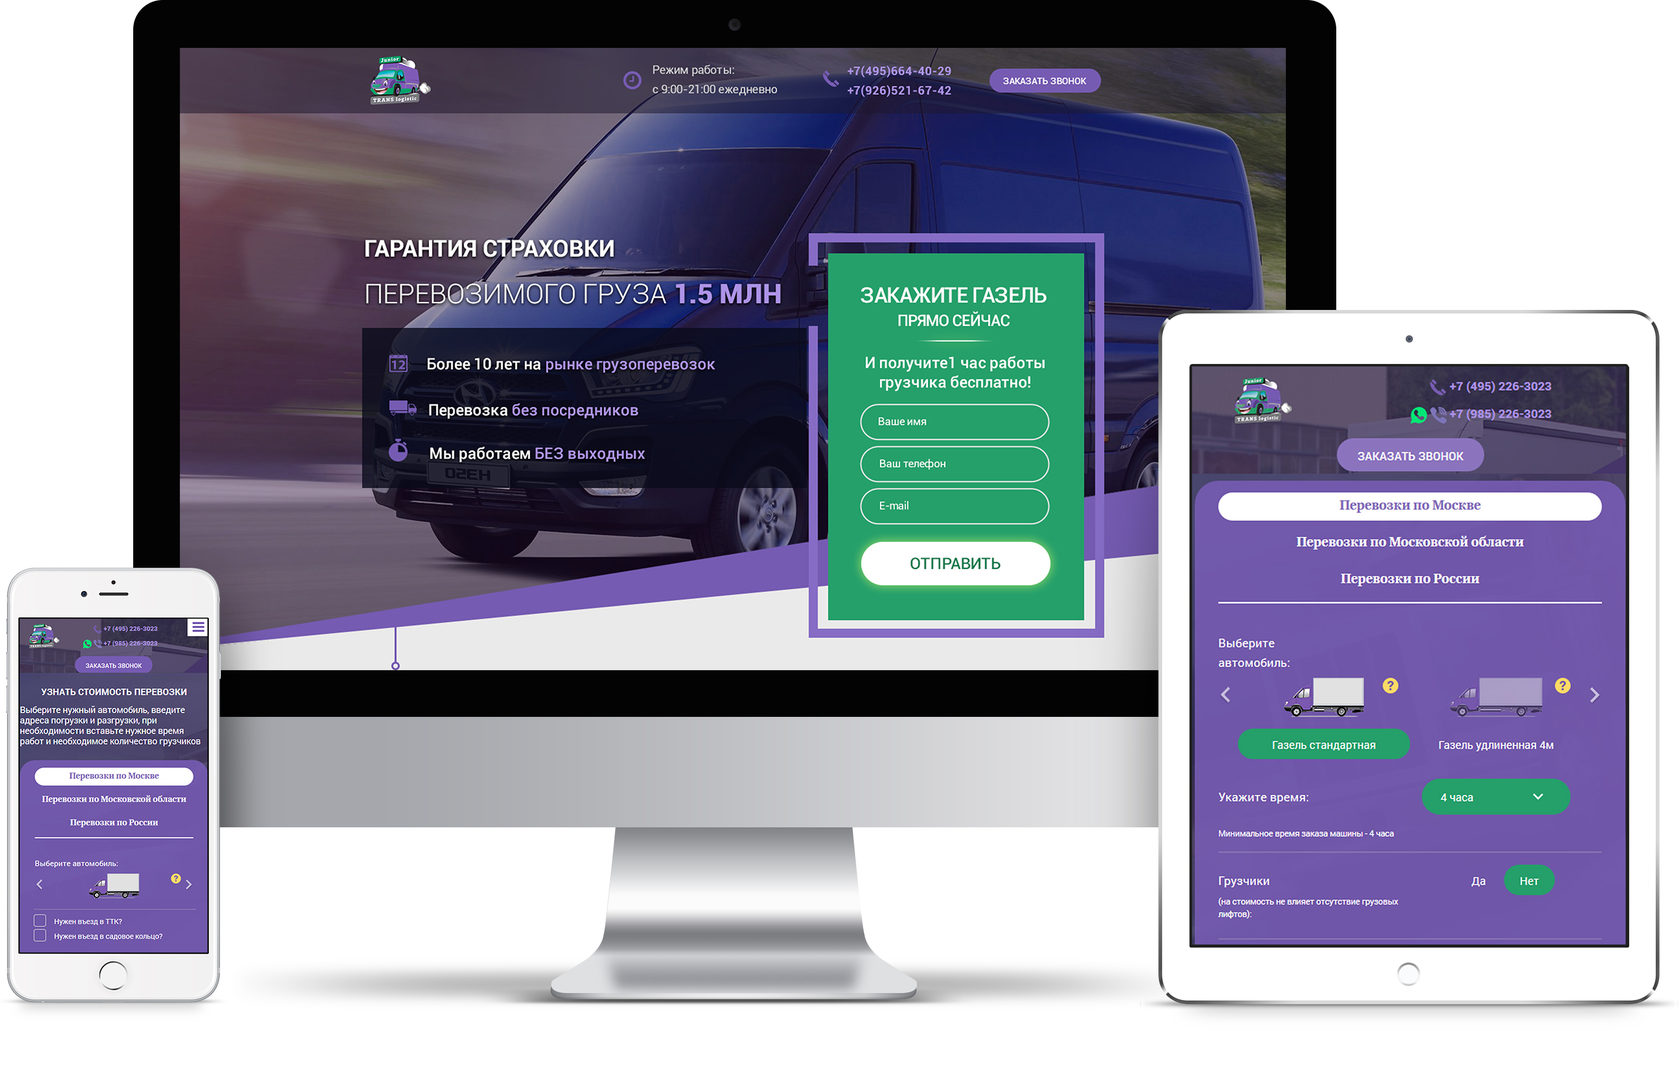 Junior
TRANS logistic
Режим работы:
с 9:00-21:00 ежедневно
+7(495)664-40-29
+7(926)521-67-42
ЗАКАЗАТЬ ЗВОНОК
ГАРАНТИЯ СТРАХОВКИ
ПЕРЕВОЗИМОГО ГРУЗА 1.5 МЛН
12
Более 10 лет на рынке грузоперевозок
Перевозка без посредников
Мы работаем БЕЗ выходных
ЗАКАЖИТЕ ГАЗЕЛЬ
ПРЯМО СЕЙЧАС
И получите1 час работы
грузчика бесплатно!
Ваше имя
Ваш телефон
E-mail
ОТПРАВИТЬ
+7 (495) 226-3023
+7 (985) 226-3023
ЗАКАЗАТЬ ЗВОНОК
УЗНАТЬ СТОИМОСТЬ ПЕРЕВОЗКИ
Выберите нужный автомобиль, введите
адреса погрузки и разгрузки, при
необходимости вставьте нужное время
работ и необходимое количество грузчиков
Перевозки по Москве
Перевозки по Московской области
Перевозки по России
Выберите автомобиль:
?
Нужен въезд в ТТК?
Нужен въезд в садовое кольцо?
Junior
TRANS logistic
+7 (495) 226-3023
+7 (985) 226-3023
ЗАКАЗАТЬ ЗВОНОК
Перевозки по Москве
Перевозки по Московской области
Перевозки по России
Выберите
автомобиль:
? ?
Газель стандартная Газель удлиненная 4м
Укажите время: 4 часа
Минимальное время заказа машины - 4 часа
Грузчики Да Нет
(на стоимость не влияет отсутствие грузовых
лифтов):